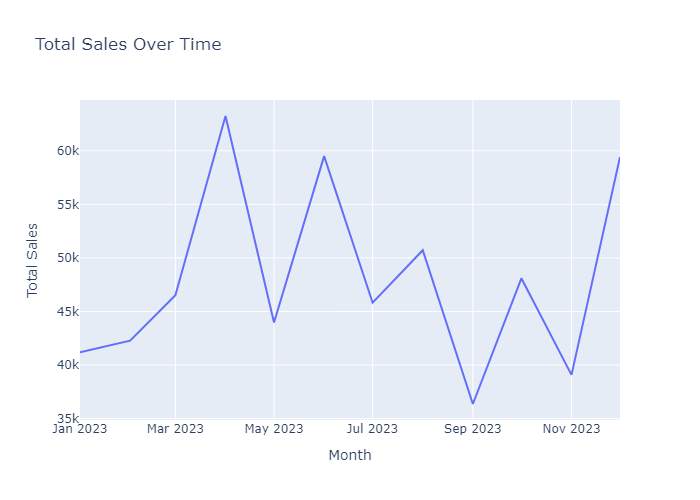 Total Sales Over Time
60k
55k
50k
45k
40k
35k
Total Sales
Jan 2023
Mar 2023
May 2023
Jul 2023
Sep 2023
Nov 2023
Month